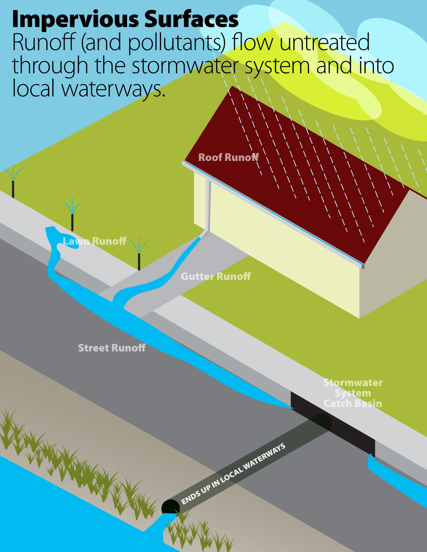 Impervious Surfaces
Runoff (and pollutants) flow untreated
through the stormwater system and into
local waterways.
Roof Runoff
Lawn Runoff
Gutter Runoff
Street Runoff
Stormwater
System
Catch Basin
ENDS UP IN LOCAL WATERWAYS